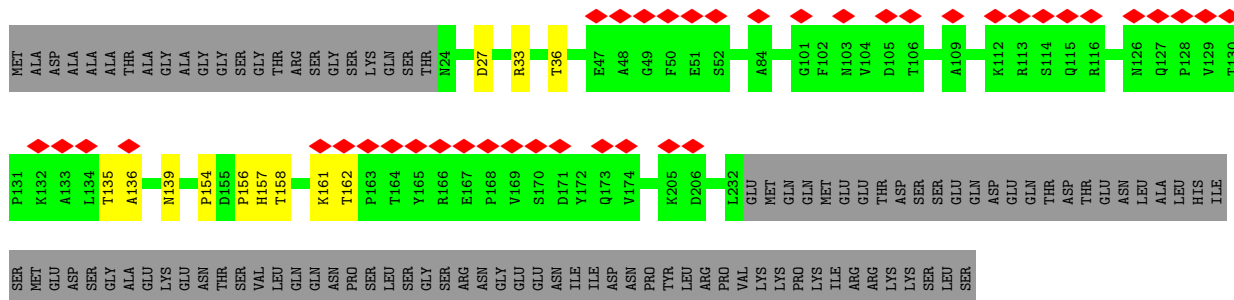 MET ALA ASP ALA ALA ALA ALA THR ALA ALA GLY ALA GLY GLY SER GLY THR ARG SER GLY SER LYS GLN SER THR N24 D27 R33 T36 E47 A48 G49 F50 E51 S52 A84 G101 F102 N103 V104 D105 T106 A109 K112 R113 S114 Q115 R116 N126 Q127 P128 V129 T130
P131 K132 A133 L134 T135 A136 N139 P154 D155 P156 H157 T158 K161 T162 P163 T164 Y165 R166 E167 P168 V169 S170 D171 Y172 Q173 V174 K205 D206 L232 GLU MET GLN GLN MET GLU GLU THR ASP SER SER GLU GLN ASP GLU GLN THR ASP THR GLU ASN LEU ALA LEU HIS ILE
SER MET GLU ASP SER GLY ALA GLU LYS GLU ASN THR SER VAL LEU GLN GLN ASN PRO SER LEU SER GLY SER ARG ASN GLY GLU GLU ASN ILE ILE ASP ASN PRO TYR LEU ARG PRO VAL LYS LYS PRO LYS ILE ARG ARG LYS LYS SER LEU SER